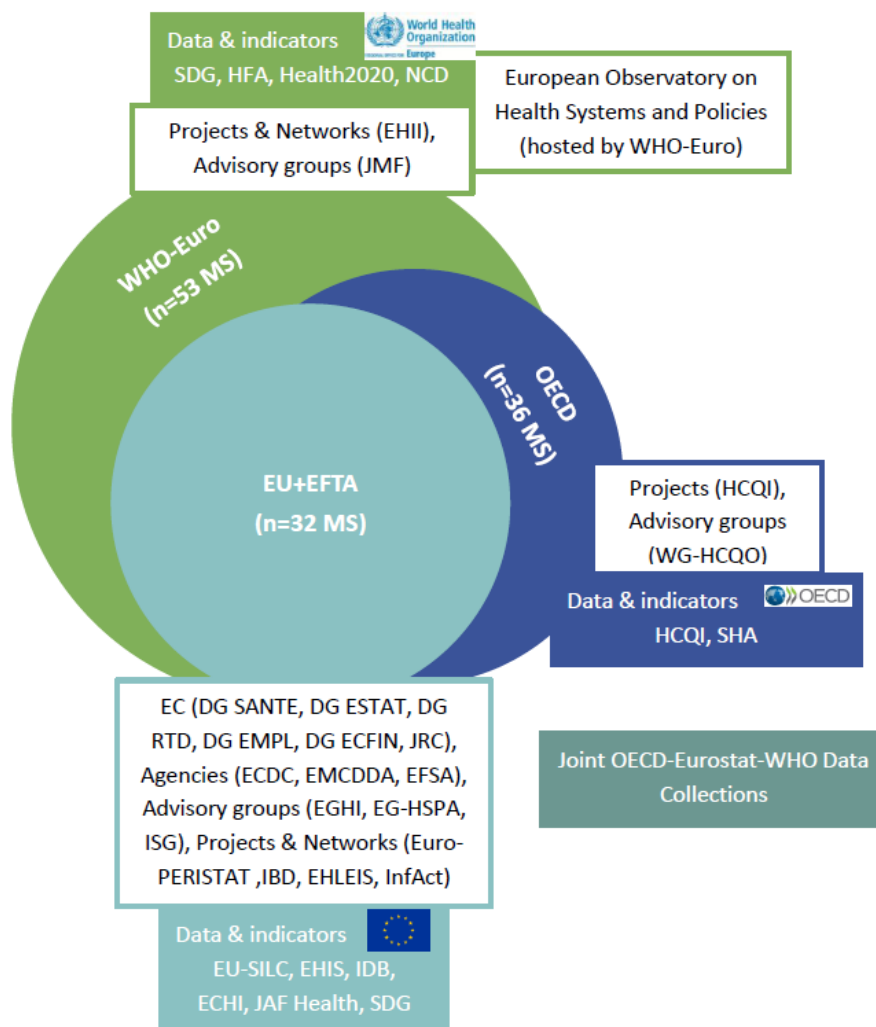 Data & indicators
SDG, HFA, Health2020, NCD
World Health
Organization
Europe
European Observatory on
Health Systems and Policies
(hosted by WHO-Euro)
Projects & Networks (EHII),
Advisory groups (JMF)
WHO-Euro
(n=53 MS)
OECD
(n=36 MS)
EU+EFTA
(n=32 MS)
Projects (HCQI),
Advisory groups
(WG-HCQO)
Data & indicators
OECD
HCQI, SHA
EC (DG SANTE, DG ESTAT, DG
RTD, DG EMPL, DG ECFIN, JRC),
Agencies (ECDC, EMCDDA, EFSA),
Advisory groups (EGHI, EG-HSPA,
ISG), Projects & Networks (Euro-
PERISTAT ,IBD, EHLEIS, InfAct)
Joint OECD-Eurostat-WHO Data
Collections
Data & indicators
EU-SILC, EHIS, IDB,
ECHI, JAF Health, SDG